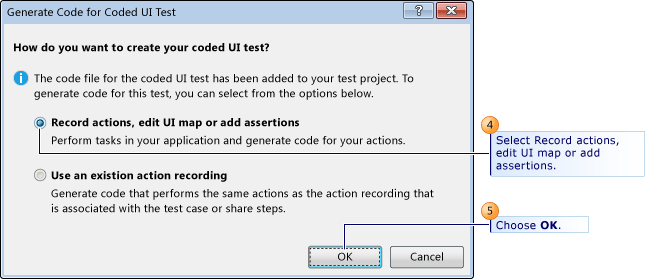 Generate Code for Coded UI Test
?
How do you want to create your coded UI test?
i
The code file for the coded UI test has been added to your test project. To
generate code for this test, you can select from the options below.
Record actions, edit UI map or add assertions
Perform tasks in your application and generate code for your actions.
4
Select Record actions,
edit UI map or add
assertions.
Use an existion action recording
Generate code that performs the same actions as the action recording that
is associated with the test case or share steps.
5
Choose OK.
OK
Cancel